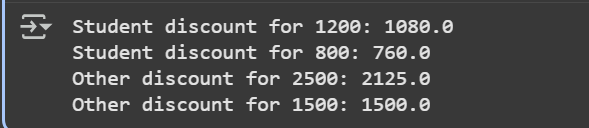 Student discount for 1200: 1080.0
Student discount for 800: 760.0
Other discount for 2500: 2125.0
Other discount for 1500: 1500.0